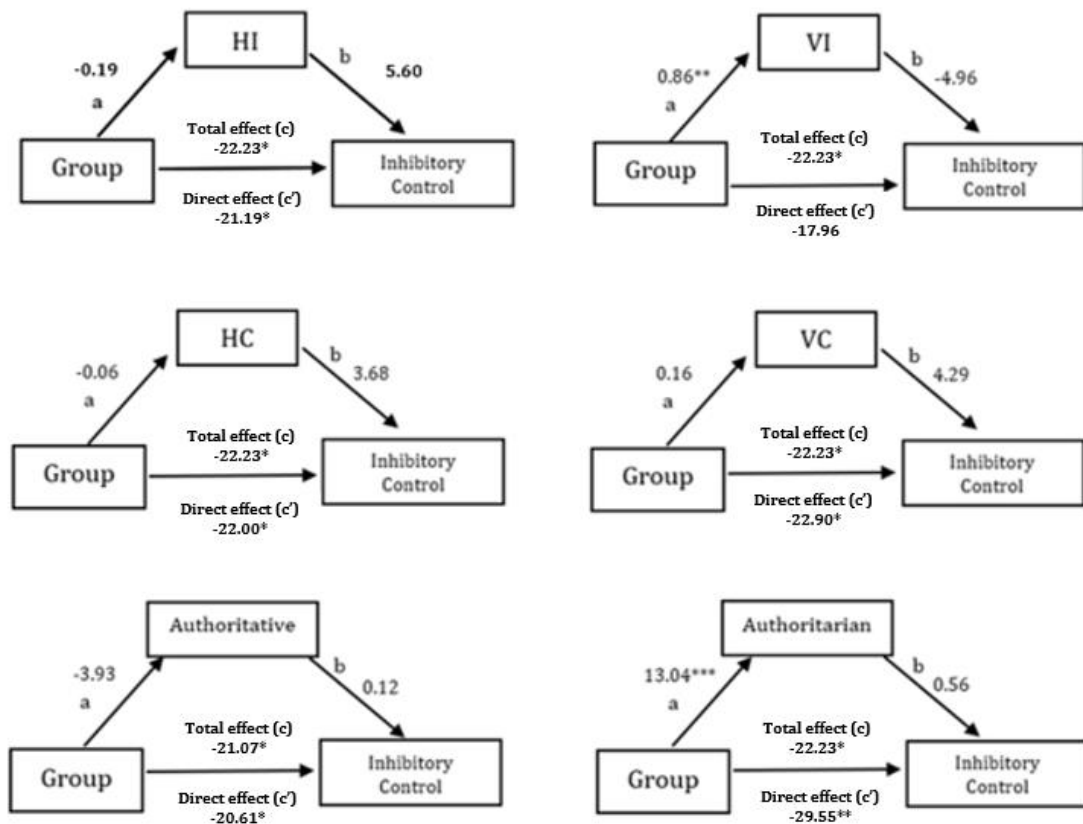 HI
-0.19
a
b
5.60
Group
Total effect (c)
-22.23*
Direct effect (c')
-21.19*
Inhibitory
Control
VI
0.86**
a
b
-4.96
Group
Total effect (c)
-22.23*
Direct effect (c')
-17.96
Inhibitory
Control
HC
-0.06
a
b
3.68
Group
Total effect (c)
-22.23*
Direct effect (c')
-22.00*
Inhibitory
Control
VC
0.16
a
b
4.29
Group
Total effect (c)
-22.23*
Direct effect (c')
-22.90*
Inhibitory
Control
Authoritative
-3.93
a
b
0.12
Group
Total effect (c)
-21.07*
Direct effect (c')
-20.61*
Inhibitory
Control
Authoritarian
13.04***
a
b
0.56
Group
Total effect (c)
-22.23*
Direct effect (c')
-29.55**
Inhibitory
Control